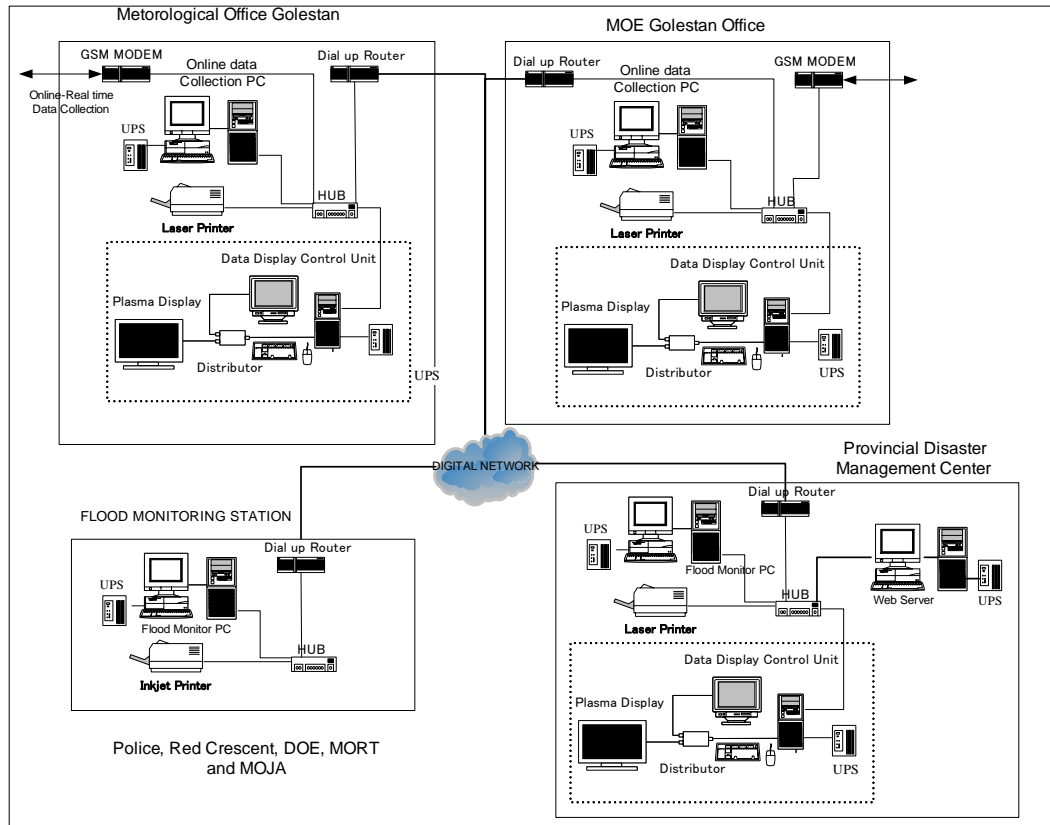 Metorological Office Golestan
GSM MODEM
Dial up Router
Online data
Collection PC
Online-Real time
Data Collection
UPS
HUB
Laser Printer
Data Display Control Unit
Plasma Display
Distributor
UPS
MOE Golestan Office
Dial up Router
Online data
Collection PC
GSM MODEM
UPS
HUB
Laser Printer
Data Display Control Unit
Plasma Display
Distributor
UPS
DIGITAL NETWORK
FLOOD MONITORING STATION
Dial up Router
UPS
Flood Monitor PC
HUB
Inkjet Printer
Police, Red Crescent, DOE, MORT
and MOJA
Provincial Disaster
Management Center
Dial up Router
UPS
Flood Monitor PC
HUB
Web Server
UPS
Laser Printer
Data Display Control Unit
Plasma Display
Distributor
UPS